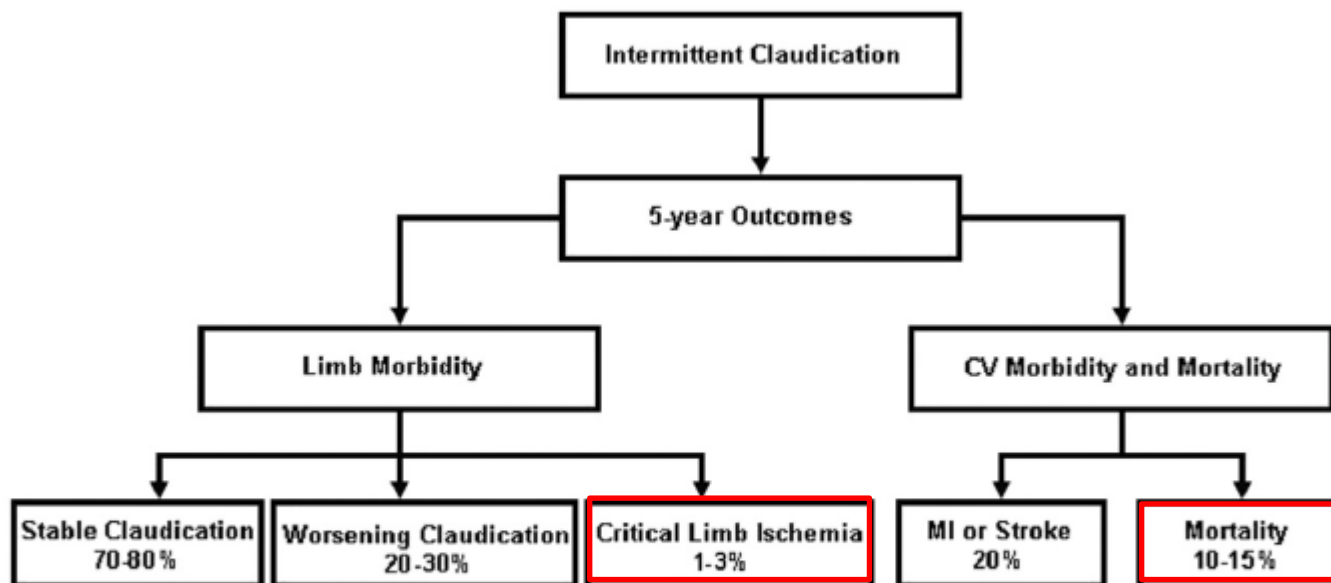 Intermittent Claudication
5-year Outcomes
Limb Morbidity
CV Morbidity and Mortality
Stable Claudication
70-80%
Worsening Claudication
20-30%
Critical Limb Ischemia
1-3%
MI or Stroke
20%
Mortality
10-15%